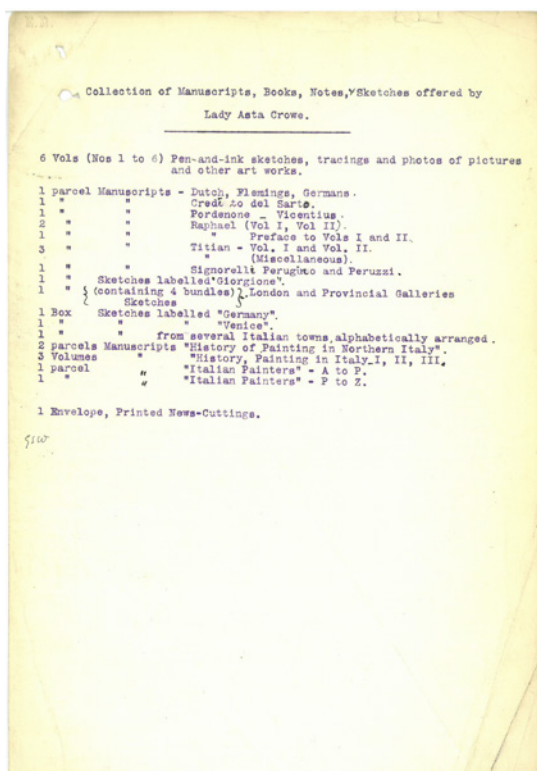 Collection of Manuscripts, Books, Notes, Sketches offered by
Lady Asta Crowe.
6 Vols (Nos 1 to 6) Pen-and-ink sketches, tracings and photos of pictures
and other art works.
1 parcel Manuscripts - Dutch, Flemings, Germans.
1 " " Credi to del Sarto.
1 " " Pordenone - Vicentius.
2 " " Raphael (Vol I, Vol II).
1 " " " Preface to Vols I and II.
3 " " Titian - Vol. I and Vol. II.
" (Miscellaneous).
1 " " Signorelli Perugino and Peruzzi.
1 " Sketches labelled "Giorgione".
1 " { (containing 4 bundles) } London and Provincial Galleries
Sketches
1 Box Sketches labelled "Germany".
1 " " " "Venice".
1 " " from several Italian towns, alphabetically arranged.
2 parcels Manuscripts "History of Painting in Northern Italy".
3 Volumes " "History, Painting in Italy I, II, III.
1 parcel " "Italian Painters" - A to P.
1 " " "Italian Painters" - P to Z.
1 Envelope, Printed News-Cuttings.
GSW